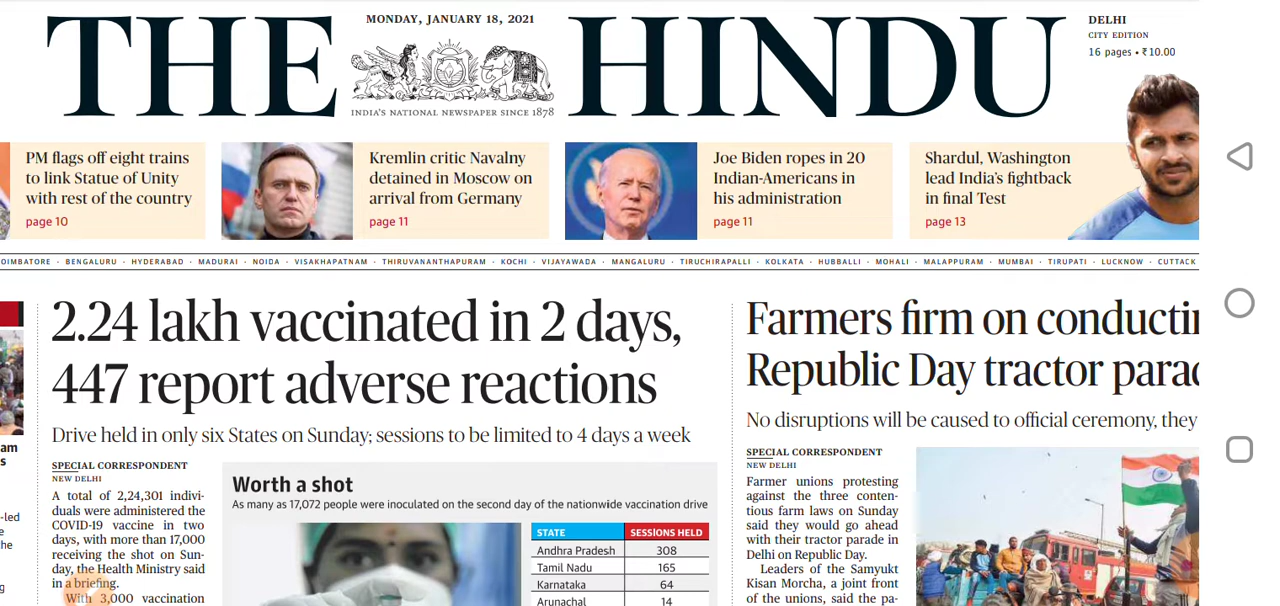 MONDAY, JANUARY 18, 2021
THE HINDU
INDIA'S NATIONAL NEWSPAPER SINCE 1878
DELHI
CITY EDITION
16 pages • ₹10.00
PM flags off eight trains
to link Statue of Unity
with rest of the country
page 10
Kremlin critic Navalny
detained in Moscow on
arrival from Germany
page 11
Joe Biden ropes in 20
Indian-Americans in
his administration
page 11
Shardul, Washington
lead India's fightback
in final Test
page 13
OIMBATORE · BENGALURU · HYDERABAD · MADURAI · NOIDA · VISAKHAPATNAM · THIRUVANANTHAPURAM · KOCHI · VIJAYAWADA · MANGALURU · TIRUCHIRAPALLI · KOLKATA · HUBBALLI · MOHALI · MALAPPURAM · MUMBAI · TIRUPATI · LUCKNOW · CUTTACK
am
s
-led
e
he
g
2.24 lakh vaccinated in 2 days,
447 report adverse reactions
Drive held in only six States on Sunday; sessions to be limited to 4 days a week
SPECIAL CORRESPONDENT
NEW DELHI
A total of 2,24,301 indivi-
duals were administered the
COVID-19 vaccine in two
days, with more than 17,000
receiving the shot on Sun-
day, the Health Ministry said
in a briefing.
With 3,000 vaccination
Worth a shot
As many as 17,072 people were inoculated on the second day of the nationwide vaccination drive
STATE SESSIONS HELD
Andhra Pradesh 308
Tamil Nadu 165
Karnataka 64
Arunachal 14
Farmers firm on conductin
Republic Day tractor parad
No disruptions will be caused to official ceremony, they
SPECIAL CORRESPONDENT
NEW DELHI
Farmer unions protesting
against the three conten-
tious farm laws on Sunday
said they would go ahead
with their tractor parade in
Delhi on Republic Day.
Leaders of the Samyukt
Kisan Morcha, a joint front
of the unions, said the pa-